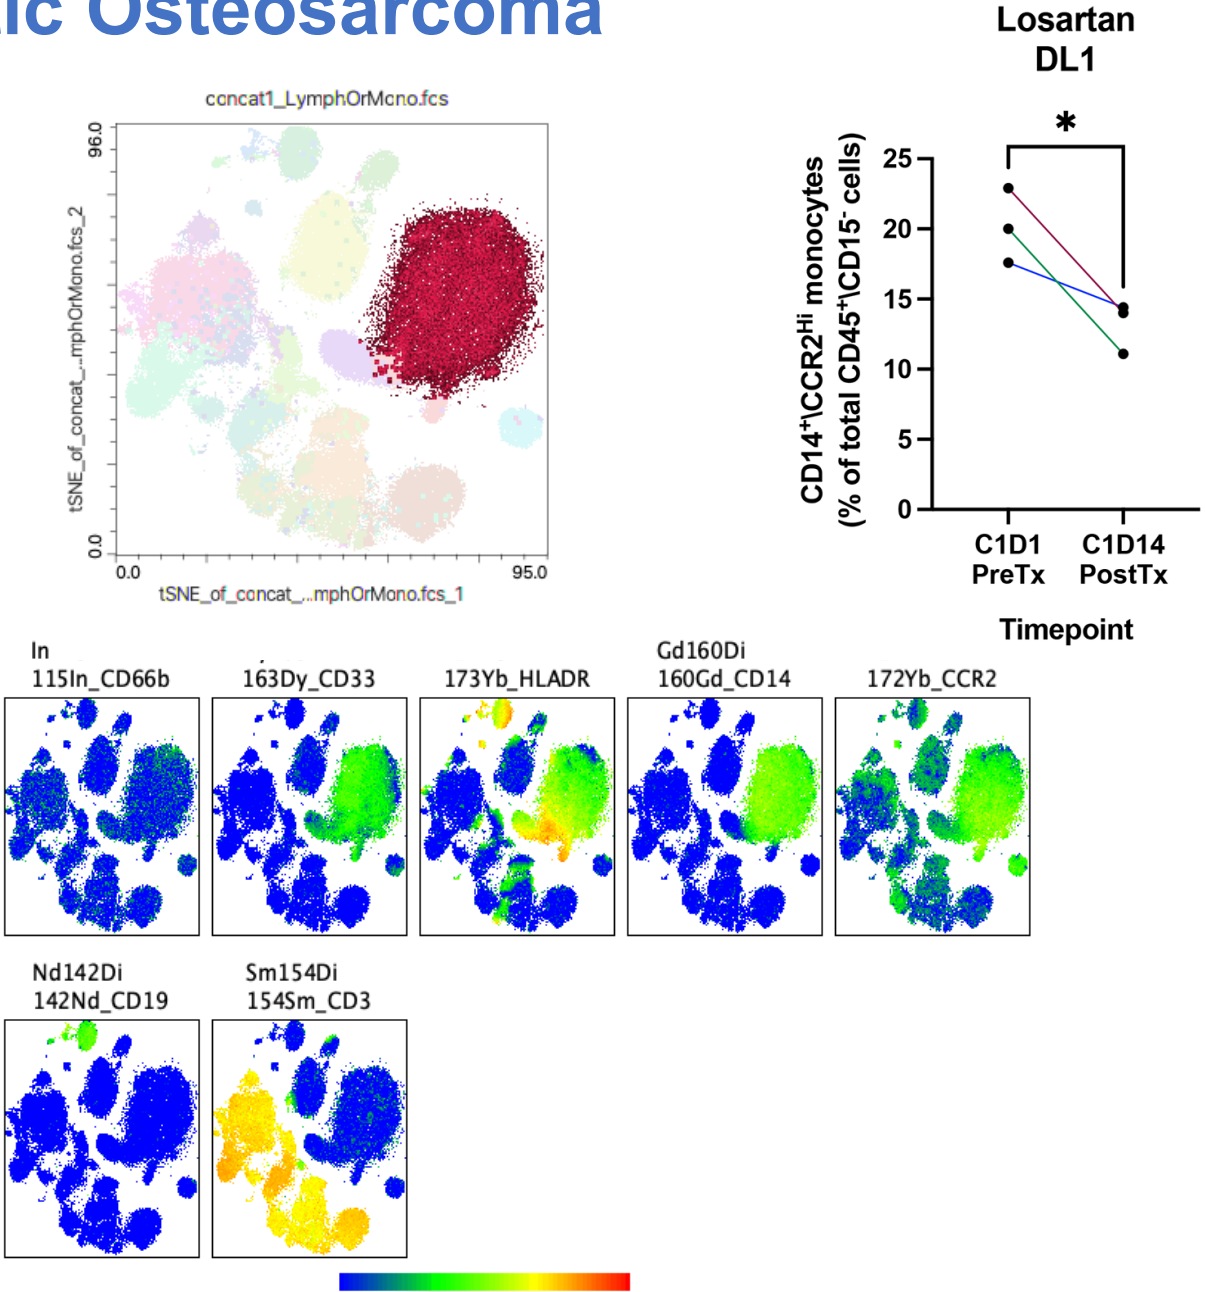 ic Osteosarcoma
Losartan
DL1
concat1_LymphOrMono.fcs
96.0
tSNE_of_concat_...mphOrMono.fcs_2
0.0
0.0
95.0
tSNE_of_concat_...mphOrMono.fcs_1
*
CD14⁺\CCR2ᴴⁱ monocytes
(% of total CD45⁺\CD15⁻ cells)
25
20
15
10
5
0
C1D1
PreTx
C1D14
PostTx
Timepoint
In
115In_CD66b
163Dy_CD33
173Yb_HLADR
Gd160Di
160Gd_CD14
172Yb_CCR2
Nd142Di
142Nd_CD19
Sm154Di
154Sm_CD3